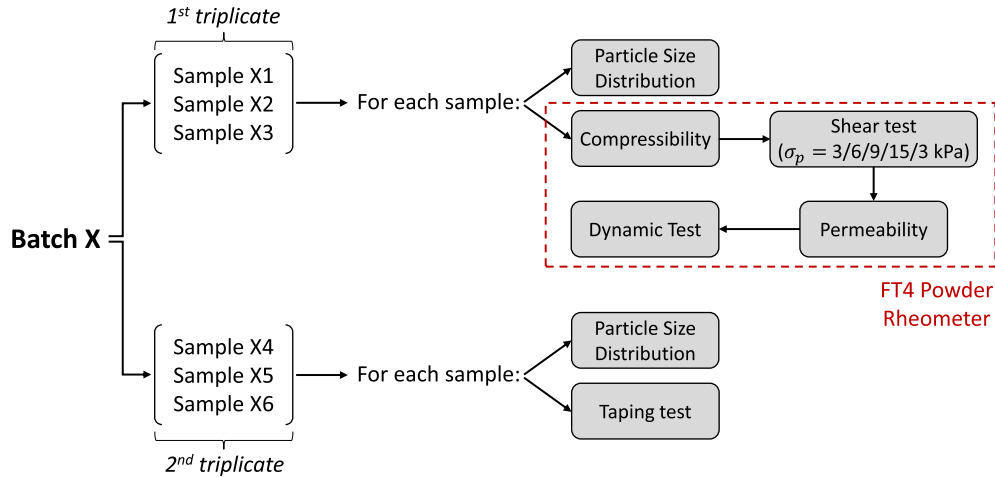 1st triplicate
Sample X1
Sample X2
Sample X3
For each sample:
Particle Size
Distribution
Compressibility
Shear test
(σp = 3/6/9/15/3 kPa)
Dynamic Test
Permeability
FT4 Powder
Rheometer
Batch X
Sample X4
Sample X5
Sample X6
For each sample:
Particle Size
Distribution
Taping test
2nd triplicate